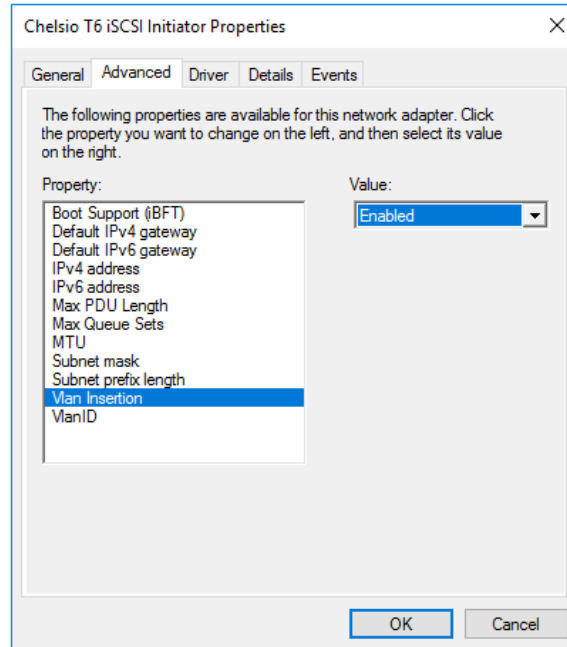 Chelsio T6 iSCSI Initiator Properties
General Advanced Driver Details Events
The following properties are available for this network adapter. Click
the property you want to change on the left, and then select its value
on the right.
Property:
Value:
Boot Support (iBFT)
Default IPv4 gateway
Default IPv6 gateway
IPv4 address
IPv6 address
Max PDU Length
Max Queue Sets
MTU
Subnet mask
Subnet prefix length
Vlan Insertion
VlanID
Enabled
OK Cancel